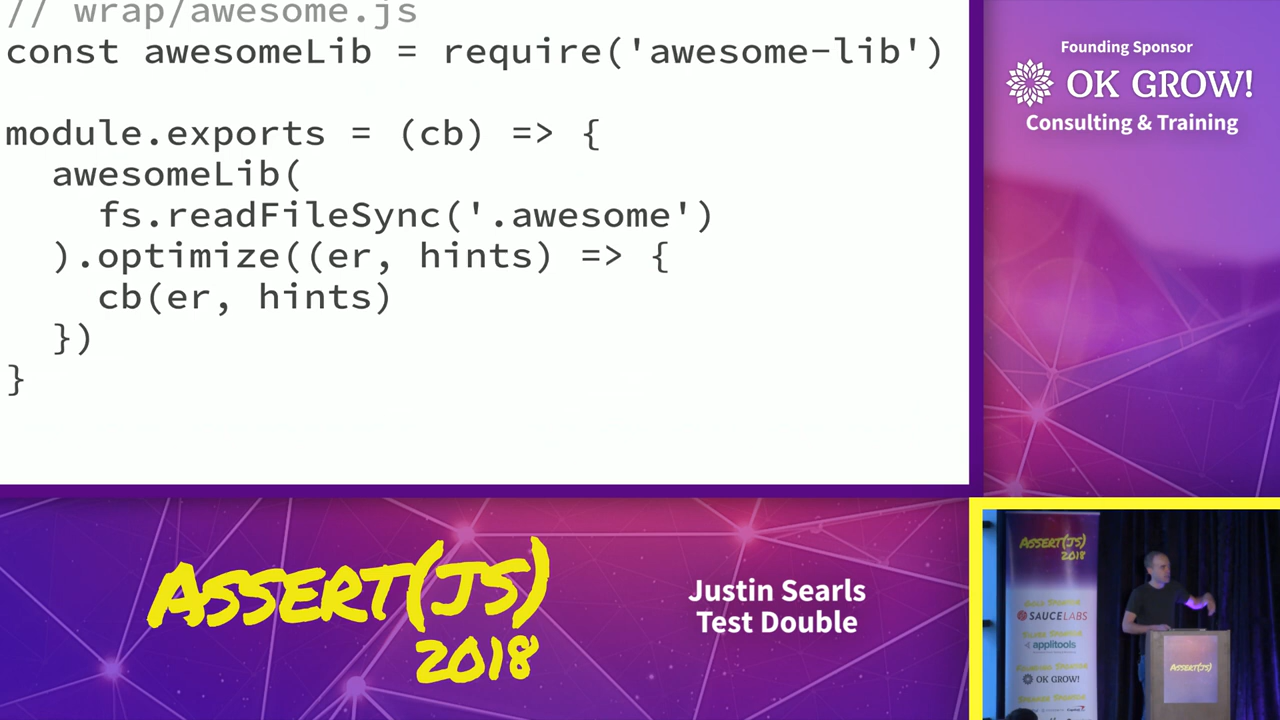 // wrap/awesome.js
const awesomeLib = require('awesome-lib')
module.exports = (cb) => {
awesomeLib(
fs.readFileSync('.awesome')
).optimize((er, hints) => {
cb(er, hints)
})
}
Founding Sponsor
OK GROW!
Consulting & Training
ASSERT(JS)
2018
Justin Searls
Test Double
ASSERT(JS)
2018
SAUCELABS
applitools
OK GROW!
ASSERT(JS)